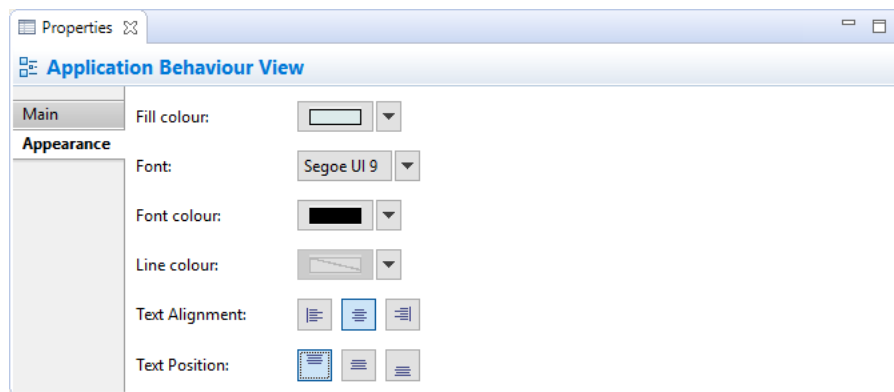 Properties
Application Behaviour View
Main
Appearance
Fill colour:
Font:
Segoe UI 9
Font colour:
Line colour:
Text Alignment:
Text Position: